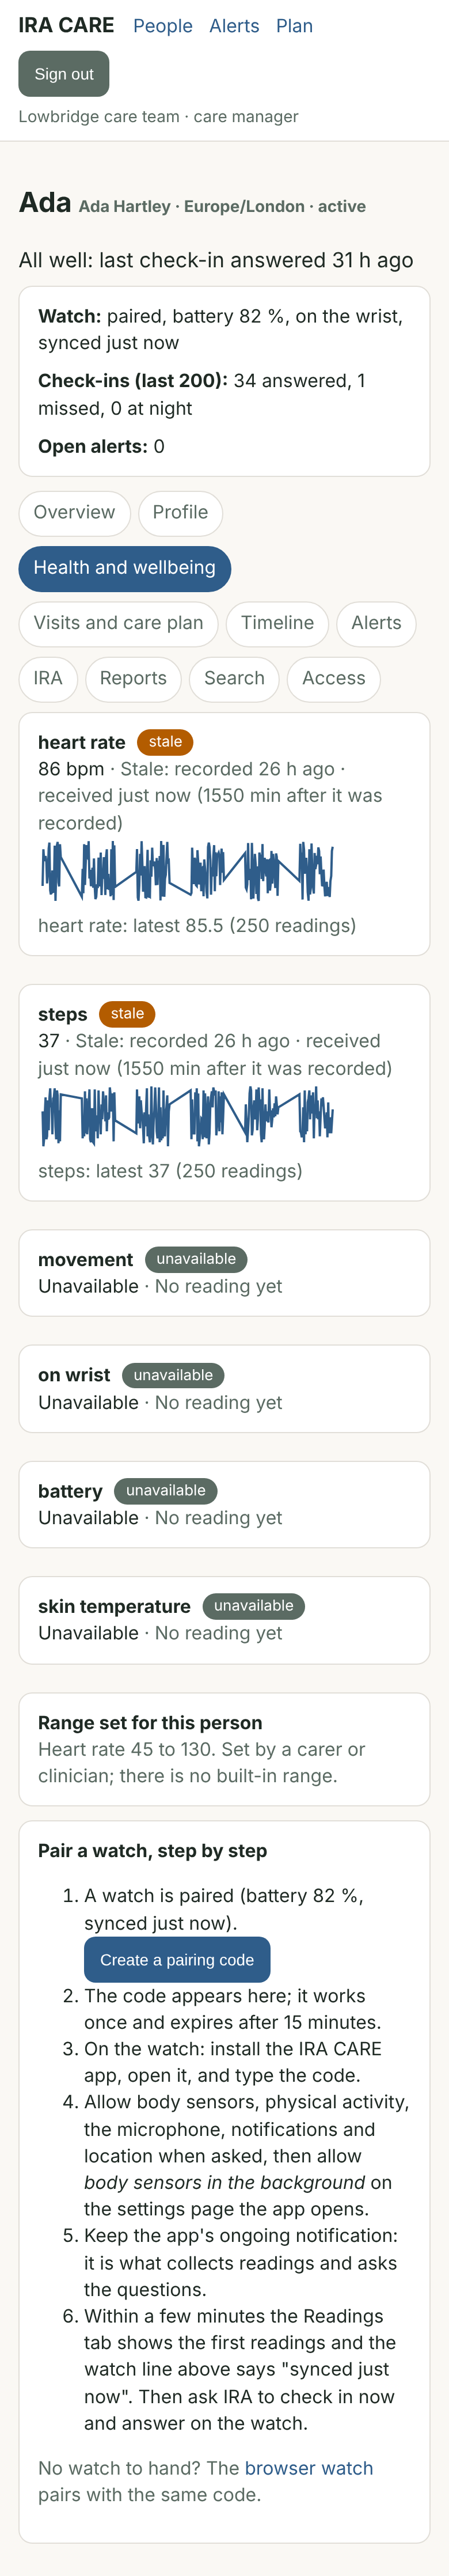 IRA CARE People Alerts Plan
Sign out
Lowbridge care team · care manager
Ada Ada Hartley · Europe/London · active
All well: last check-in answered 31 h ago
Watch: paired, battery 82 %, on the wrist,
synced just now
Check-ins (last 200): 34 answered, 1
missed, 0 at night
Open alerts: 0
Overview Profile
Health and wellbeing
Visits and care plan Timeline Alerts
IRA Reports Search Access
heart rate stale
86 bpm · Stale: recorded 26 h ago ·
received just now (1550 min after it was
recorded)
heart rate: latest 85.5 (250 readings)
steps stale
37 · Stale: recorded 26 h ago · received
just now (1550 min after it was recorded)
steps: latest 37 (250 readings)
movement unavailable
Unavailable · No reading yet
on wrist unavailable
Unavailable · No reading yet
battery unavailable
Unavailable · No reading yet
skin temperature unavailable
Unavailable · No reading yet
Range set for this person
Heart rate 45 to 130. Set by a carer or
clinician; there is no built-in range.
Pair a watch, step by step
1. A watch is paired (battery 82 %,
synced just now).
Create a pairing code
2. The code appears here; it works
once and expires after 15 minutes.
3. On the watch: install the IRA CARE
app, open it, and type the code.
4. Allow body sensors, physical activity,
the microphone, notifications and
location when asked, then allow
body sensors in the background on
the settings page the app opens.
5. Keep the app's ongoing notification:
it is what collects readings and asks
the questions.
6. Within a few minutes the Readings
tab shows the first readings and the
watch line above says "synced just
now". Then ask IRA to check in now
and answer on the watch.
No watch to hand? The browser watch
pairs with the same code.